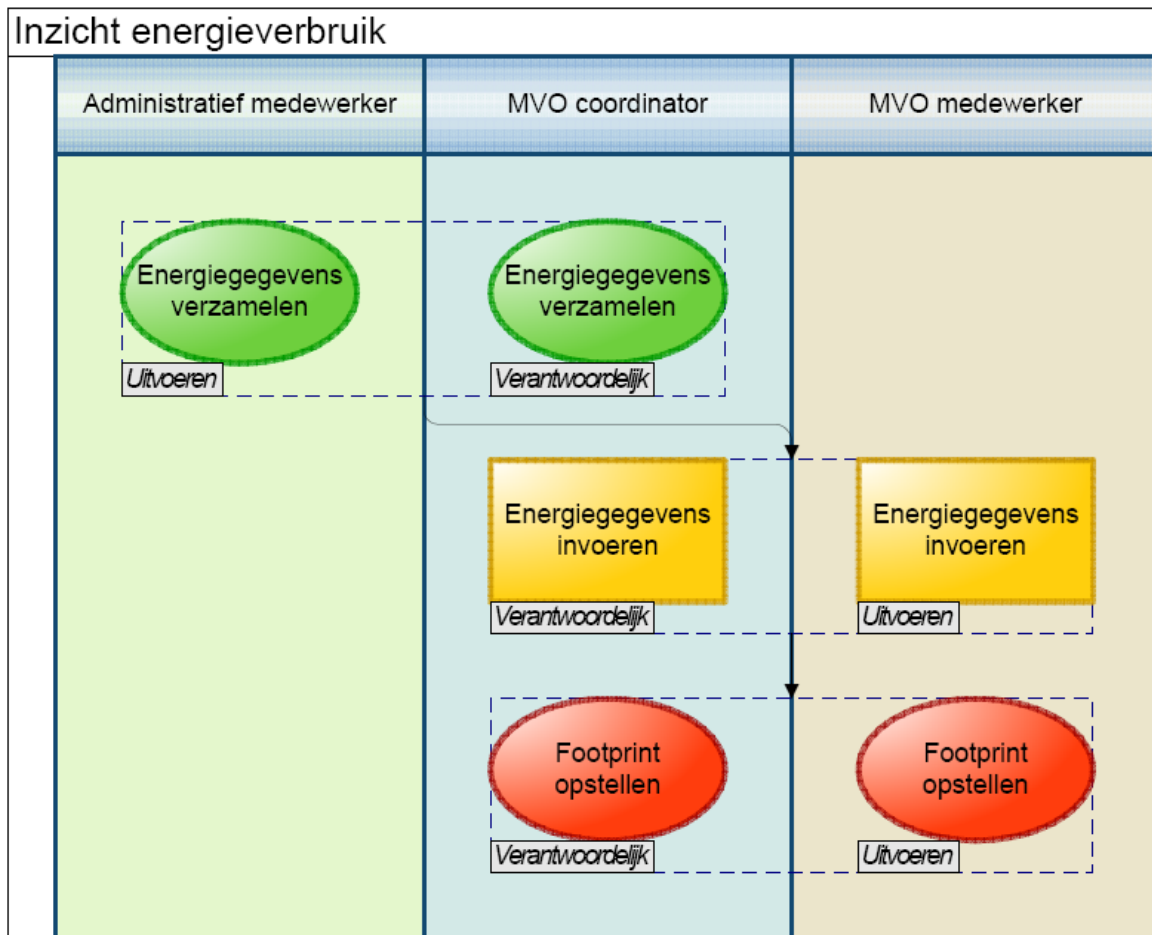 Inzicht energieverbruik
Administratief medewerker
MVO coordinator
MVO medewerker
Energiegegevens
verzamelen
Uitvoeren
Energiegegevens
verzamelen
Verantwoordelijk
Energiegegevens
invoeren
Verantwoordelijk
Energiegegevens
invoeren
Uitvoeren
Footprint
opstellen
Verantwoordelijk
Footprint
opstellen
Uitvoeren